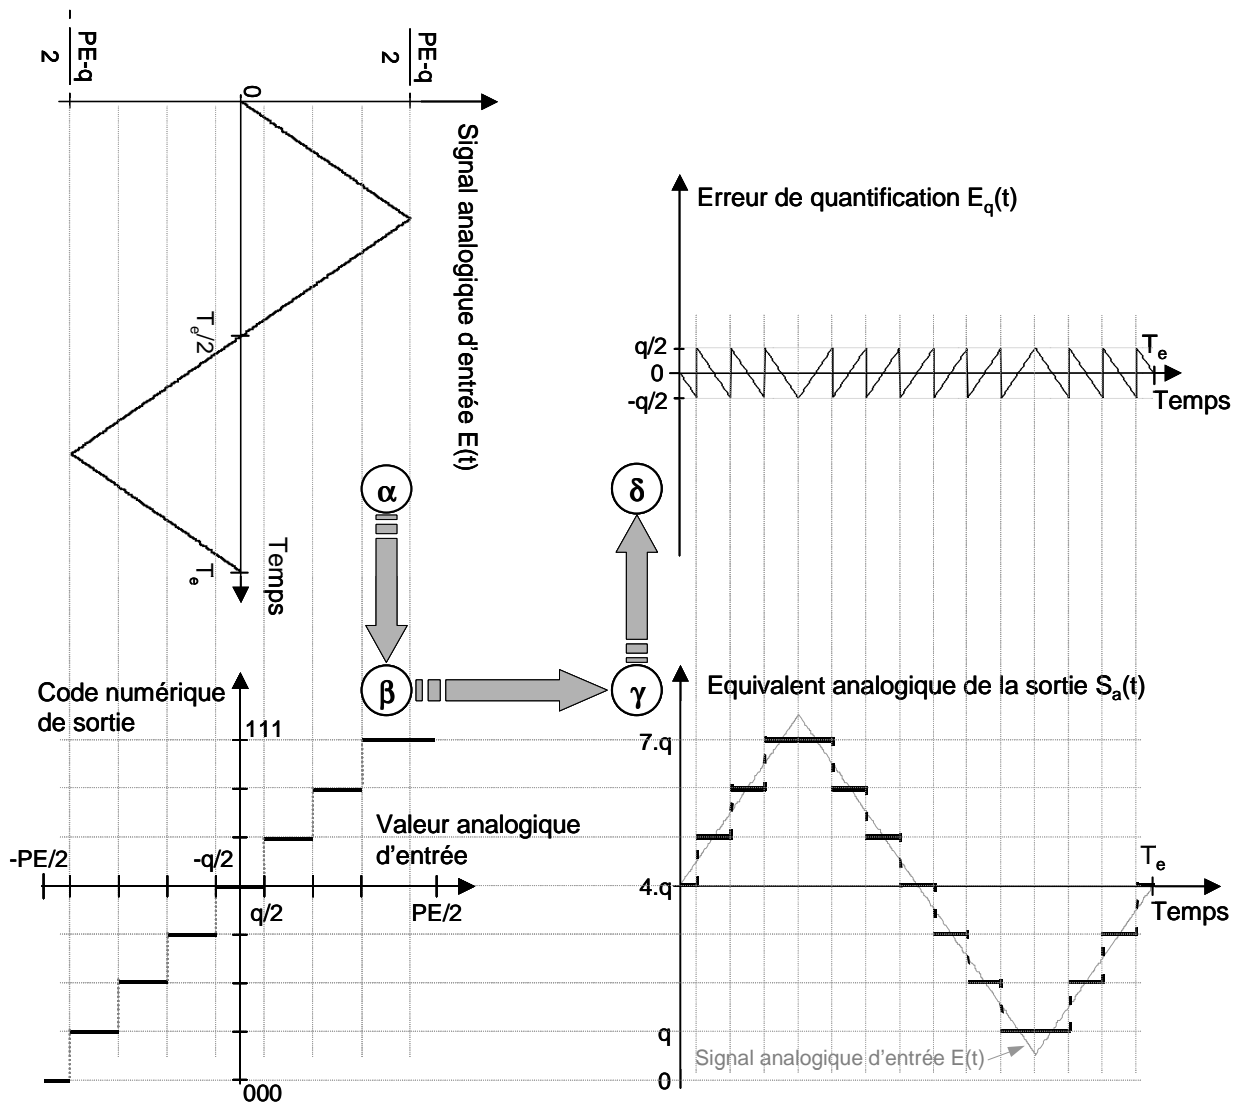 -
PE-q
2
PE-q
2
0
Signal analogique d'entrée E(t)
Te/2
Te
Temps
Erreur de quantification Eq(t)
q/2
0
-q/2
Te
Temps
α
δ
β
γ
Code numérique
de sortie
111
Valeur analogique
d'entrée
-PE/2
-q/2
q/2
PE/2
000
Equivalent analogique de la sortie Sa(t)
7.q
4.q
q
0
Te
Temps
Signal analogique d'entrée E(t)